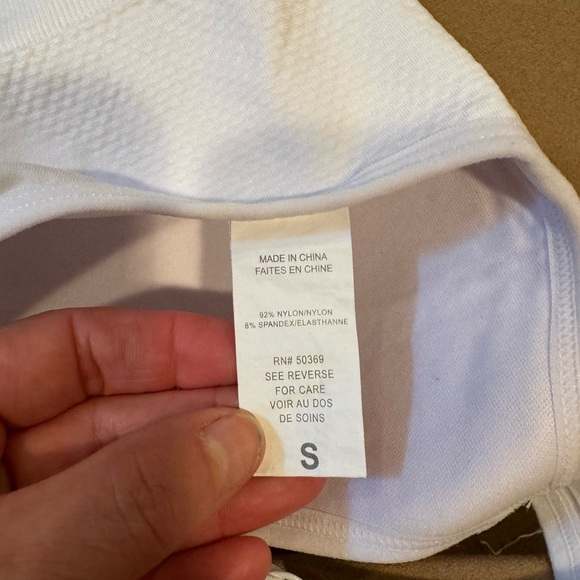 MADE IN CHINA
FAITES EN CHINE
92% NYLON/NYLON
8% SPANDEX/ELASTHANNE
RN# 50369
SEE REVERSE
FOR CARE
VOIR AU DOS
DE SOINS
S